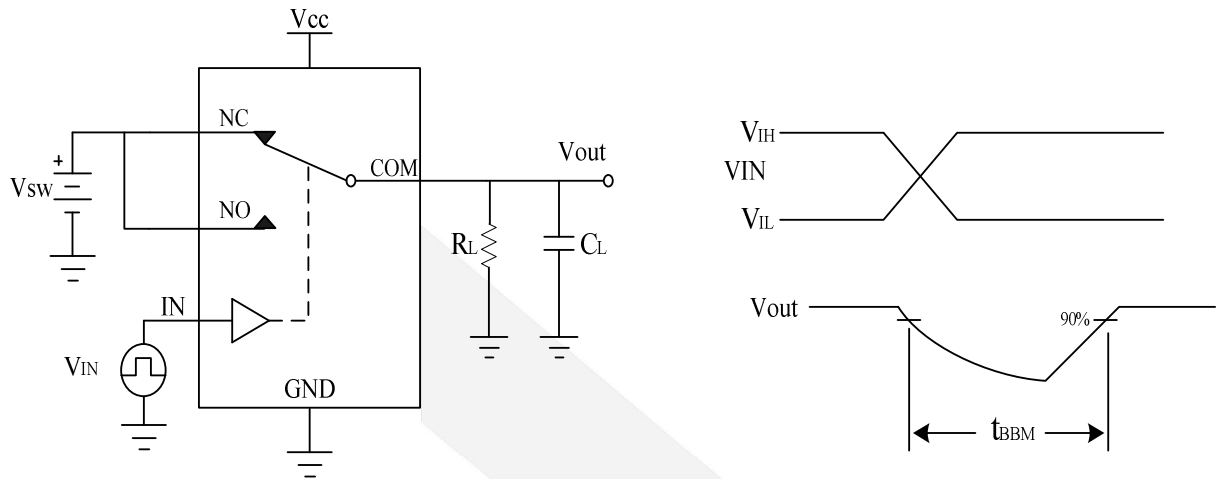 Vcc
NC
COM
Vout
+
VSW
NO
RL
CL
IN
VIN
GND
VIH
VIN
VIL
Vout
90%
tBBM